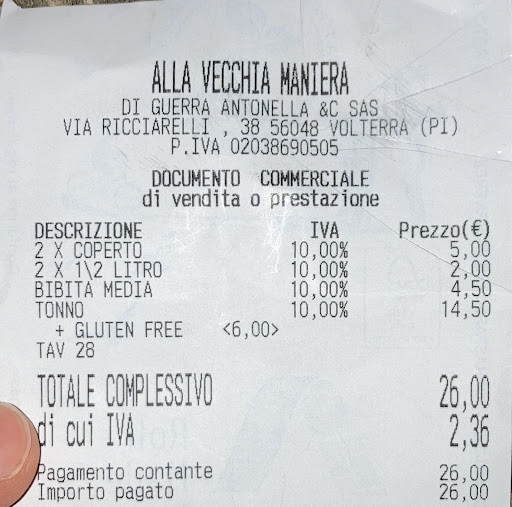 ALLA VECCHIA MANIERA
DI GUERRA ANTONELLA &C SAS
VIA RICCIARELLI , 38 56048 VOLTERRA (PI)
P.IVA 02038690505
DOCUMENTO COMMERCIALE
di vendita o prestazione
DESCRIZIONE IVA Prezzo(€)
2 X COPERTO 10,00% 5,00
2 X 1\2 LITRO 10,00% 2,00
BIBITA MEDIA 10,00% 4,50
TONNO 10,00% 14,50
+ GLUTEN FREE <6,00>
TAV 28
TOTALE COMPLESSIVO 26,00
di cui IVA 2,36
Pagamento contante 26,00
Importo pagato 26,00